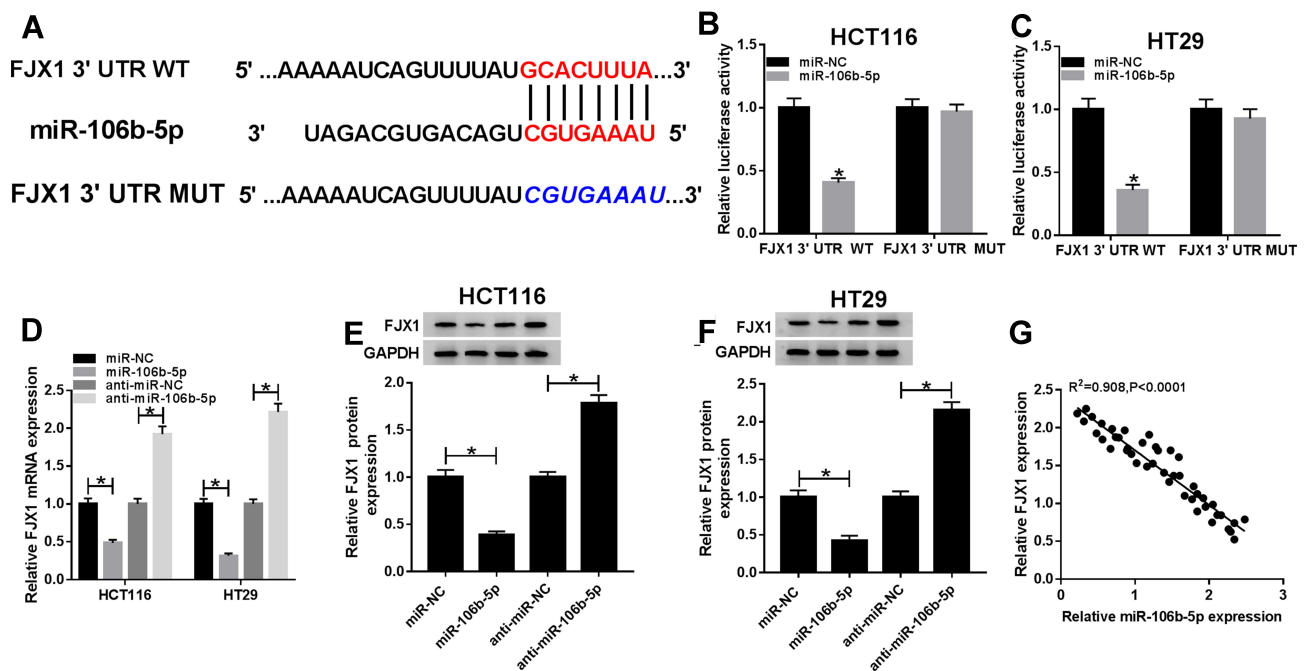 A
FJX1 3' UTR WT 5' ...AAAAAUCAGUUUUAUGCACUUUA...3'
miR-106b-5p 3' UAGACGUGACAGUCGUGAAAU 5'
FJX1 3' UTR MUT 5' ...AAAAAUCAGUUUUAUCGUGAAAU...3'
B
HCT116
miR-NC
miR-106b-5p
Relative luciferase activity
1.5
1.0
0.5
0.0
FJX1 3' UTR WT FJX1 3' UTR MUT
*
C
HT29
miR-NC
miR-106b-5p
Relative luciferase activity
1.5
1.0
0.5
0.0
FJX1 3' UTR WT FJX1 3' UTR MUT
*
D
miR-NC
miR-106b-5p
anti-miR-NC
anti-miR-106b-5p
Relative FJX1 mRNA expression
2.5
2.0
1.5
1.0
0.5
0.0
* * * *
HCT116 HT29
E
HCT116
FJX1
GAPDH
Relative FJX1 protein
expression
2.0
1.5
1.0
0.5
0.0
* *
miR-NC miR-106b-5p anti-miR-NC anti-miR-106b-5p
F
HT29
FJX1
GAPDH
Relative FJX1 protein
expression
2.5
2.0
1.5
1.0
0.5
0.0
* *
miR-NC miR-106b-5p anti-miR-NC anti-miR-106b-5p
G
R2=0.908,P<0.0001
Relative FJX1 expression
2.5
2.0
1.5
1.0
0.5
0.0
0 1 2 3
Relative miR-106b-5p expression